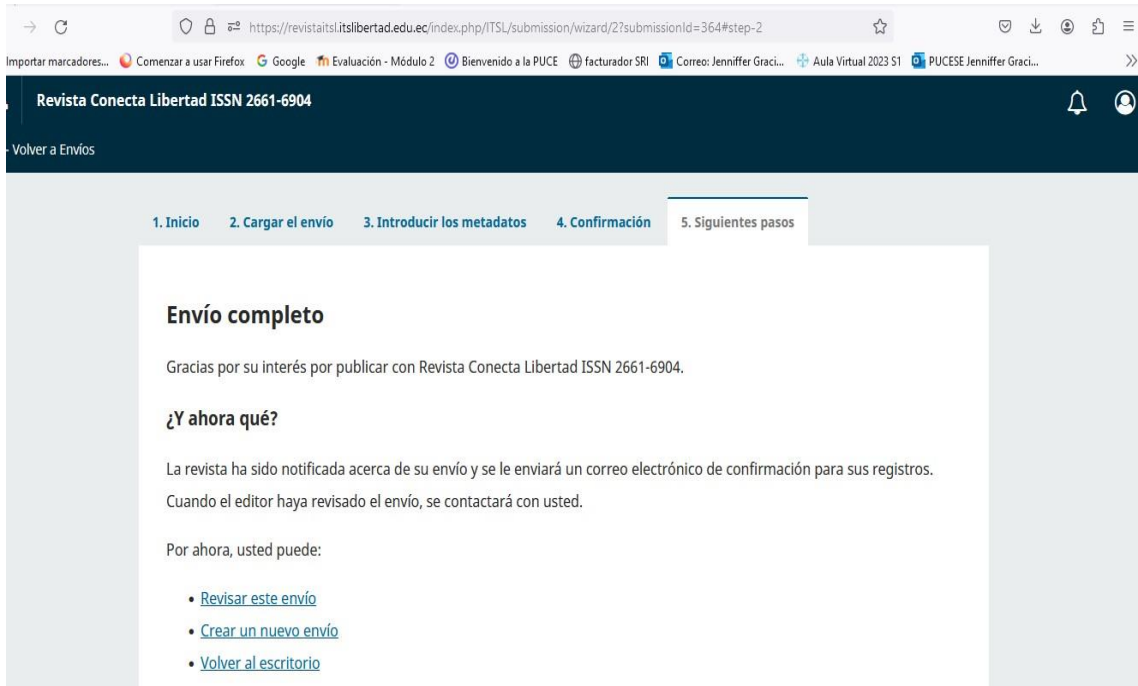 https://revistaitsl.itslibertad.edu.ec/index.php/ITSL/submission/wizard/2?submissionId=364#step-2
Importar marcadores... Comenzar a usar Firefox Google Evaluación - Módulo 2 Bienvenido a la PUCE facturador SRI Correo: Jenniffer Graci... Aula Virtual 2023 S1 PUCESE Jenniffer Graci...
Revista Conecta Libertad ISSN 2661-6904
Volver a Envíos
1. Inicio 2. Cargar el envío 3. Introducir los metadatos 4. Confirmación 5. Siguientes pasos
Envío completo
Gracias por su interés por publicar con Revista Conecta Libertad ISSN 2661-6904.
¿Y ahora qué?
La revista ha sido notificada acerca de su envío y se le enviará un correo electrónico de confirmación para sus registros.
Cuando el editor haya revisado el envío, se contactará con usted.
Por ahora, usted puede:
• Revisar este envío
• Crear un nuevo envío
• Volver al escritorio